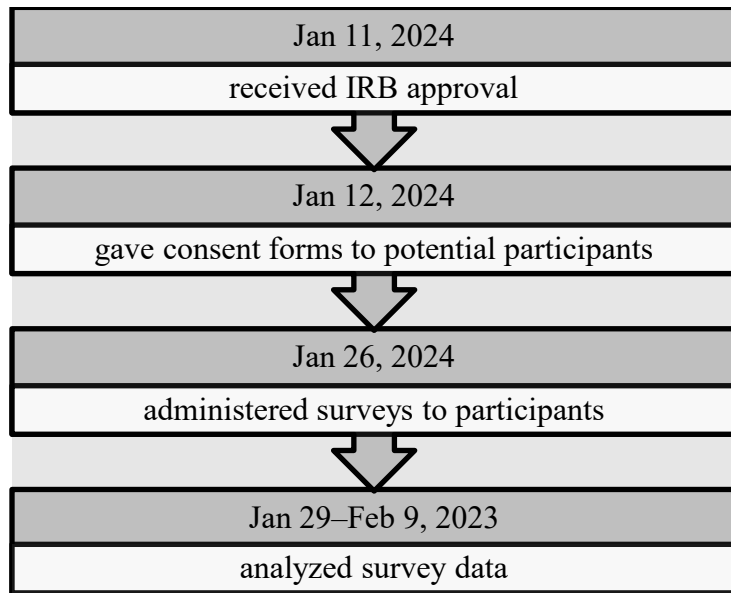 Jan 11, 2024
received IRB approval
Jan 12, 2024
gave consent forms to potential participants
Jan 26, 2024
administered surveys to participants
Jan 29–Feb 9, 2023
analyzed survey data